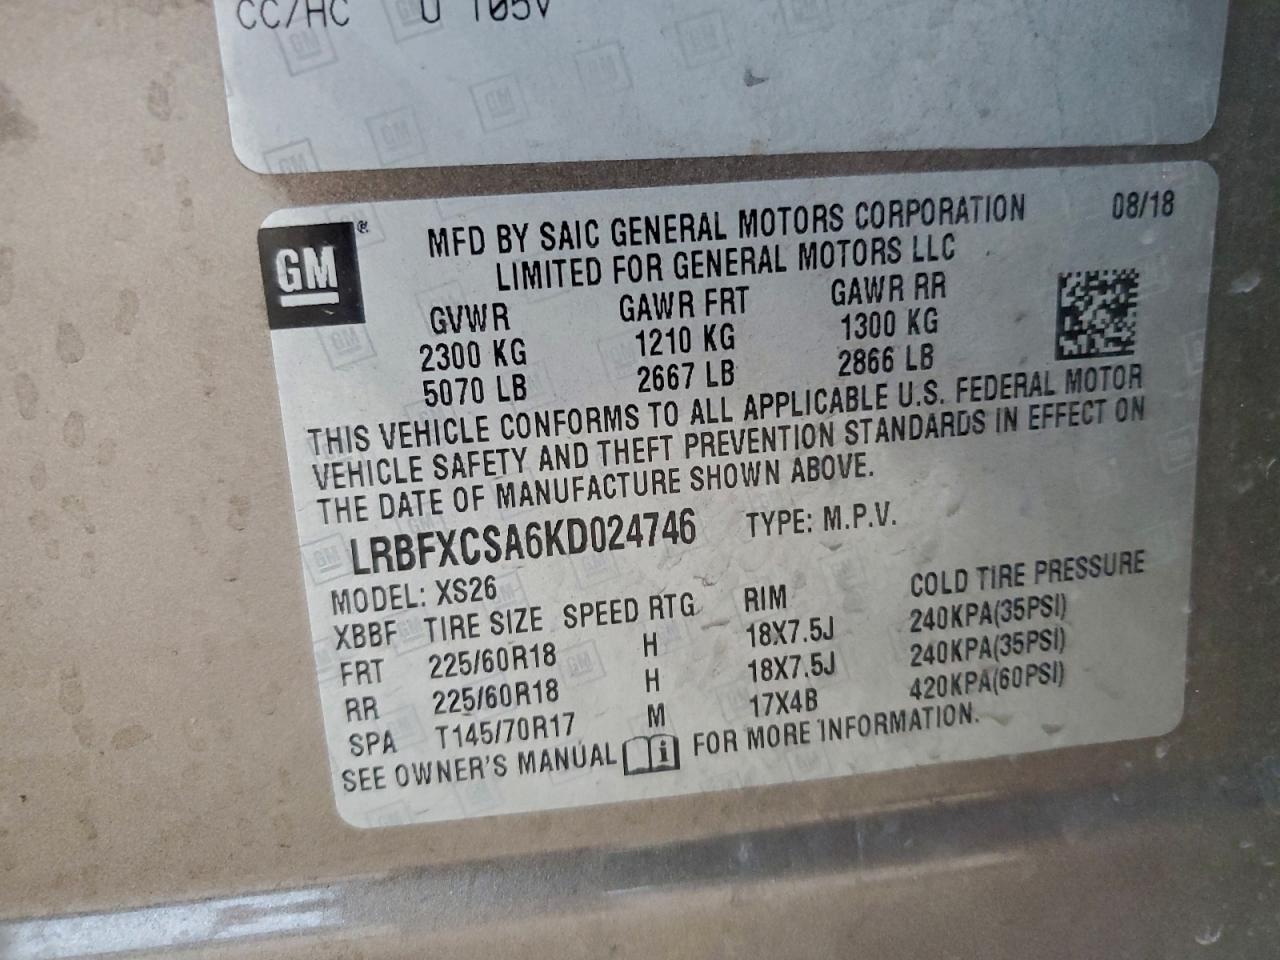 CC/HC U 105V
GM ®
MFD BY SAIC GENERAL MOTORS CORPORATION 08/18
LIMITED FOR GENERAL MOTORS LLC
GVWR GAWR FRT GAWR RR
2300 KG 1210 KG 1300 KG
5070 LB 2667 LB 2866 LB
THIS VEHICLE CONFORMS TO ALL APPLICABLE U.S. FEDERAL MOTOR
VEHICLE SAFETY AND THEFT PREVENTION STANDARDS IN EFFECT ON
THE DATE OF MANUFACTURE SHOWN ABOVE.
LRBFXCSA6KD024746 TYPE: M.P.V.
MODEL: XS26
XBBF TIRE SIZE SPEED RTG RIM COLD TIRE PRESSURE
FRT 225/60R18 H 18X7.5J 240KPA(35PSI)
RR 225/60R18 H 18X7.5J 240KPA(35PSI)
SPA T145/70R17 M 17X4B 420KPA(60PSI)
SEE OWNER'S MANUAL i FOR MORE INFORMATION.